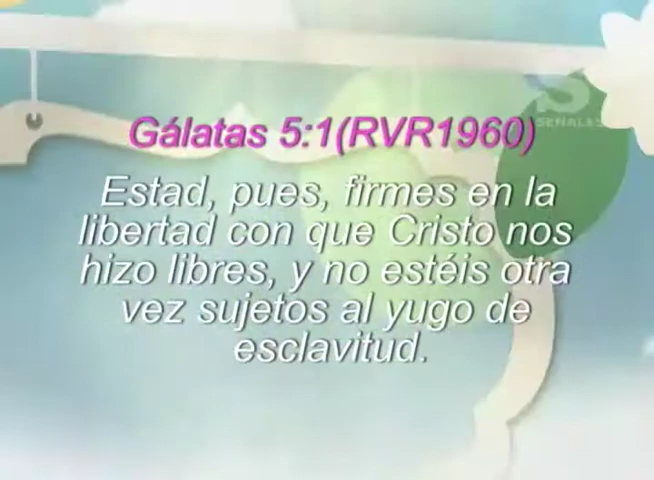 S
SEÑALES
Gálatas 5:1(RVR1960)
Estad, pues, firmes en la
libertad con que Cristo nos
hizo libres, y no estéis otra
vez sujetos al yugo de
esclavitud.